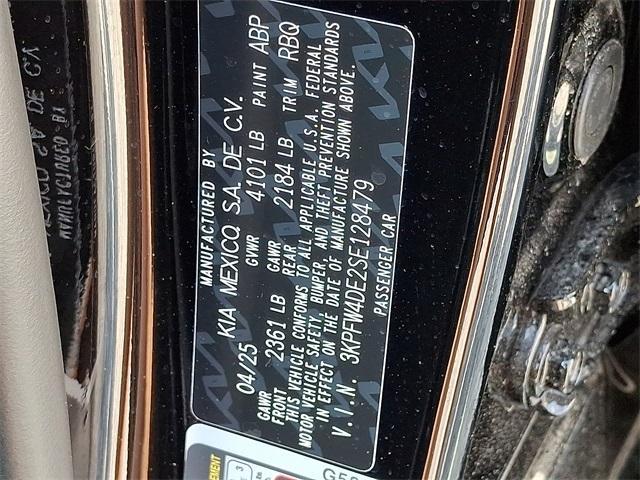 MANUFACTURED BY
KIA MEXICO, S.A. DE C.V.
04/25 GVWR 4101 LB PAINT ABP
GAWR FRONT 2361 LB GAWR REAR 2184 LB TRIM RBQ
THIS VEHICLE CONFORMS TO ALL APPLICABLE U.S.A. FEDERAL
MOTOR VEHICLE SAFETY, BUMPER, AND THEFT PREVENTION STANDARDS
IN EFFECT ON THE DATE OF MANUFACTURE SHOWN ABOVE.
V.I.N. 3KPFW4DE2SE128479
PASSENGER CAR